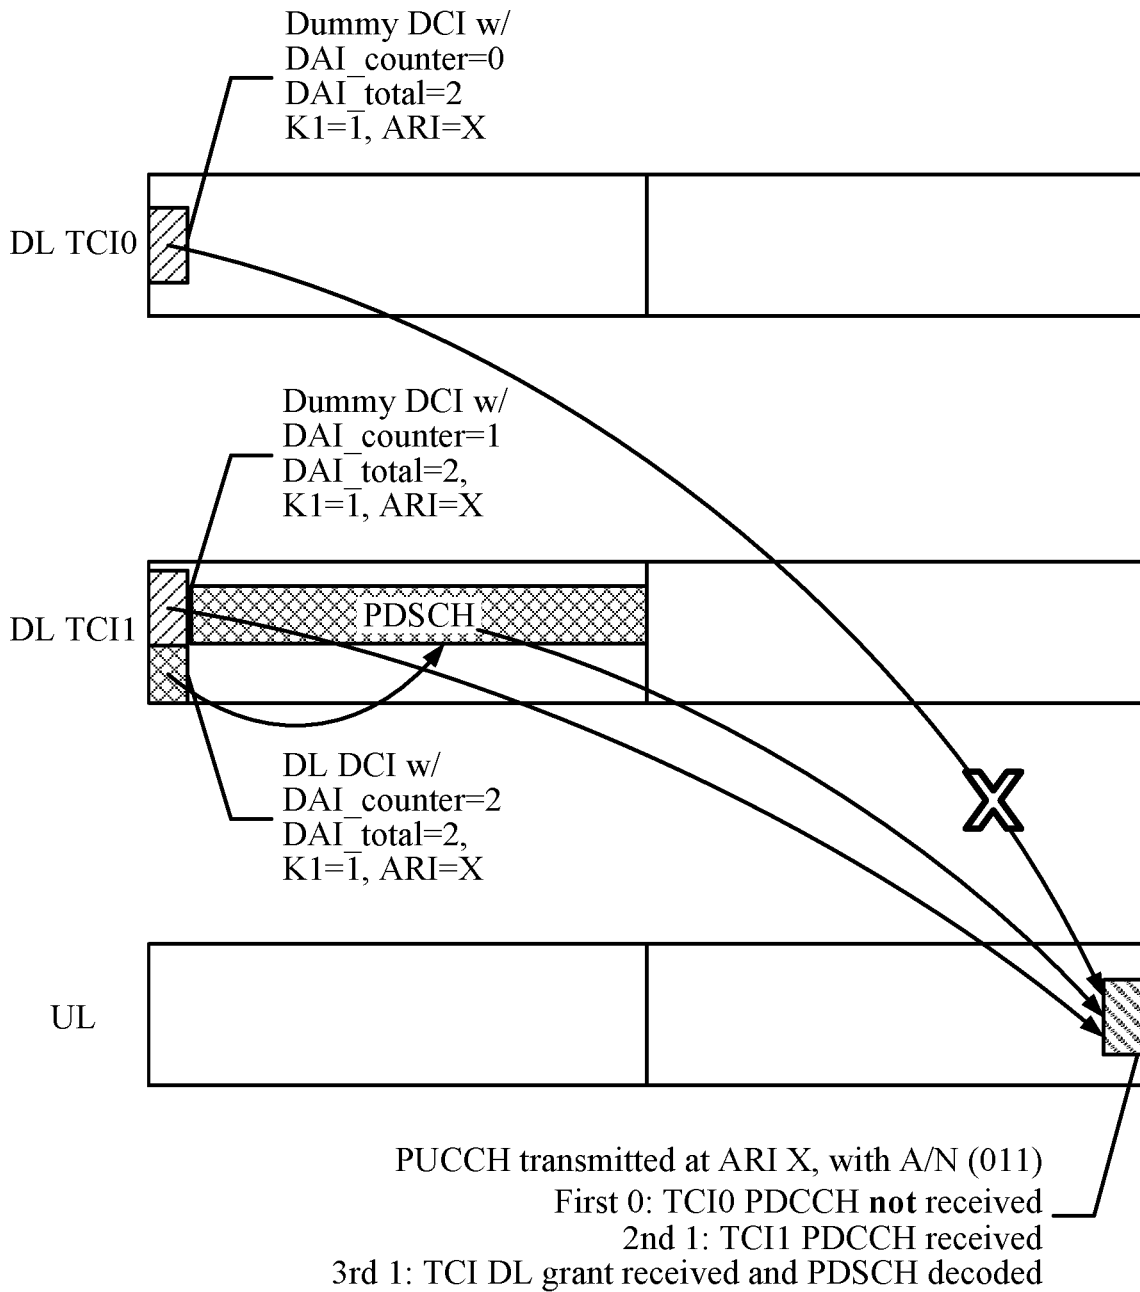 Dummy DCI w/
DAI_counter=0
DAI_total=2
K1=1, ARI=X
DL TCI0
Dummy DCI w/
DAI_counter=1
DAI_total=2,
K1=1, ARI=X
DL TCI1
PDSCH
DL DCI w/
DAI_counter=2
DAI_total=2,
K1=1, ARI=X
X
UL
PUCCH transmitted at ARI X, with A/N (011)
First 0: TCI0 PDCCH not received
2nd 1: TCI1 PDCCH received
3rd 1: TCI DL grant received and PDSCH decoded